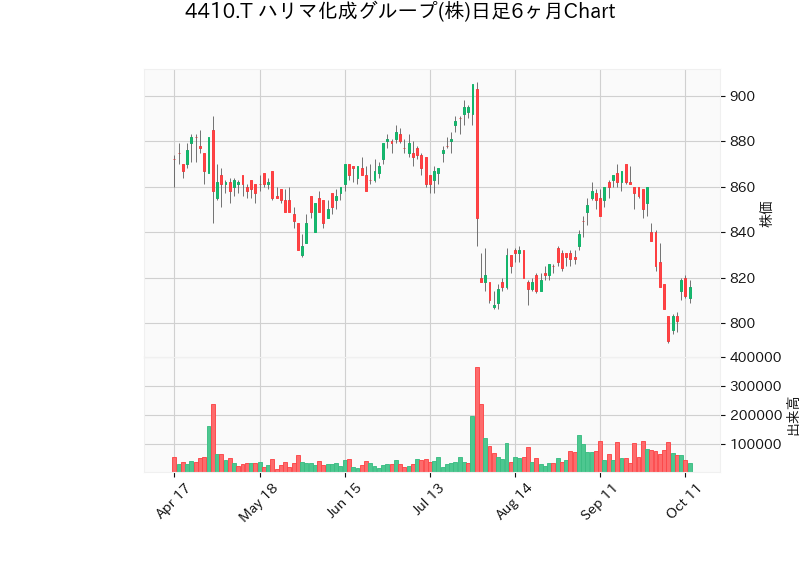 4410.T ハリマ化成グループ(株)日足6ヶ月Chart
900
880
860
840
820
800
株価
400000
300000
200000
100000
出来高
Apr 17
May 18
Jun 15
Jul 13
Aug 14
Sep 11
Oct 11